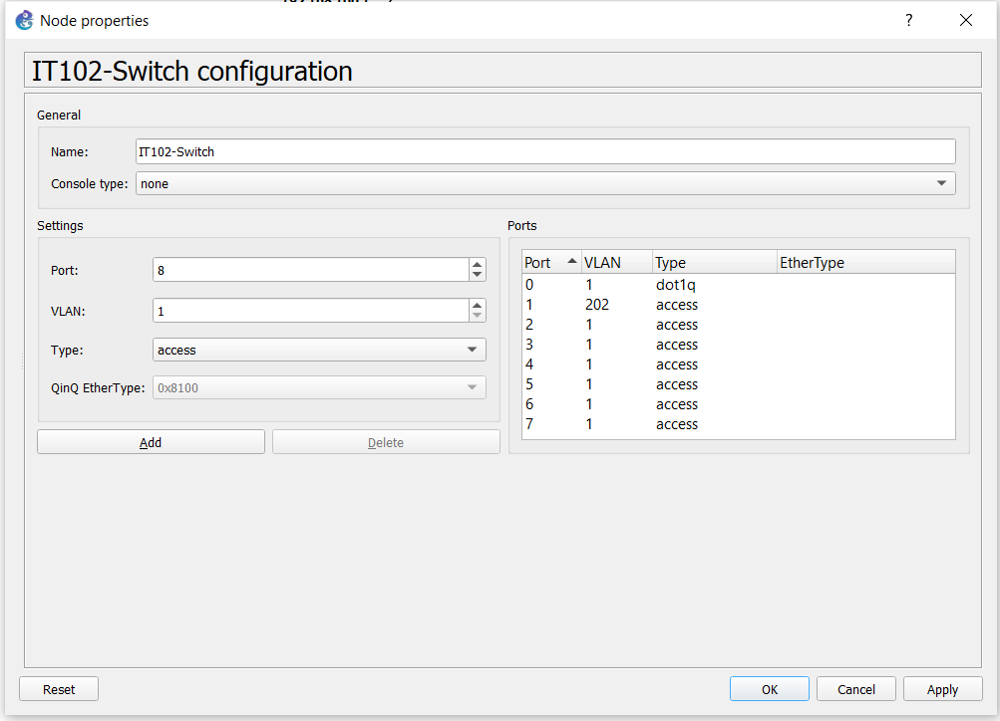 Node properties
?
IT102-Switch configuration
General
Name: IT102-Switch
Console type: none
Settings
Port: 8
VLAN: 1
Type: access
QinQ EtherType: 0x8100
Add Delete
Ports
Port VLAN Type EtherType
0 1 dot1q
1 202 access
2 1 access
3 1 access
4 1 access
5 1 access
6 1 access
7 1 access
Reset OK Cancel Apply